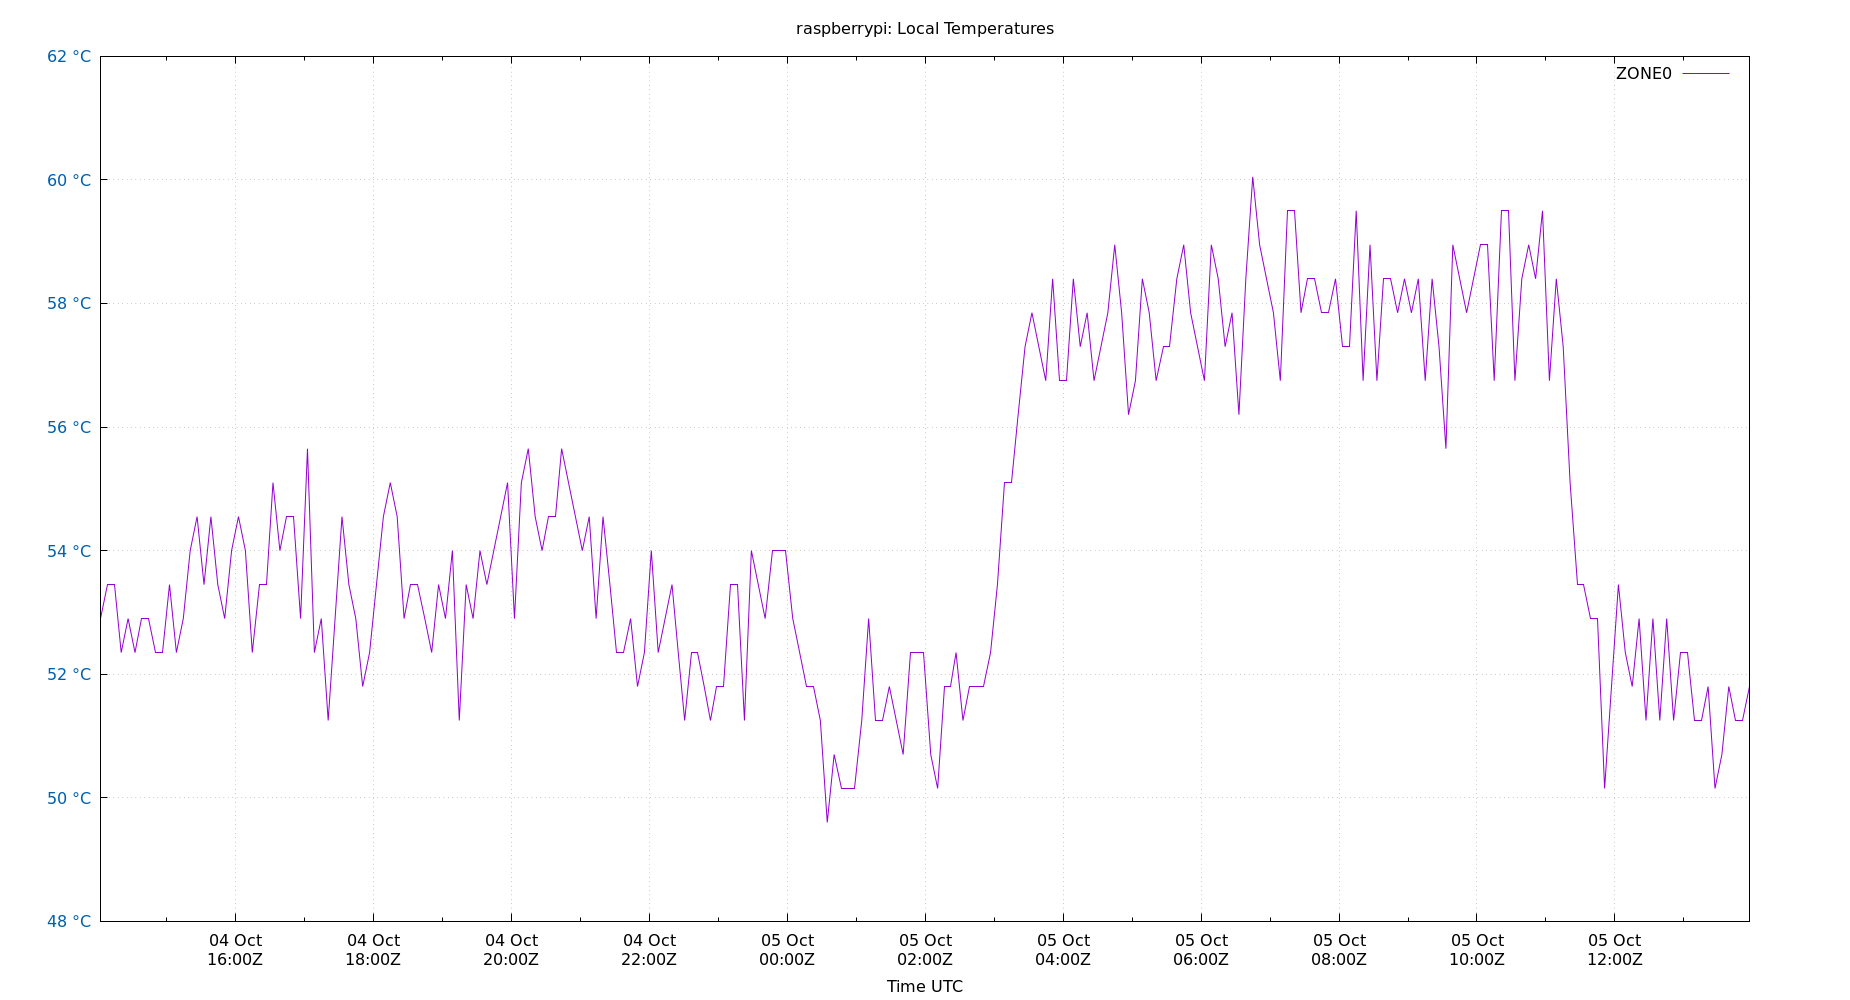 raspberrypi: Local Temperatures
62 °C
ZONE0
60 °C
58 °C
56 °C
54 °C
52 °C
50 °C
48 °C
04 Oct 04 Oct 04 Oct 04 Oct 05 Oct 05 Oct 05 Oct 05 Oct 05 Oct 05 Oct 05 Oct
16:00Z 18:00Z 20:00Z 22:00Z 00:00Z 02:00Z 04:00Z 06:00Z 08:00Z 10:00Z 12:00Z
Time UTC